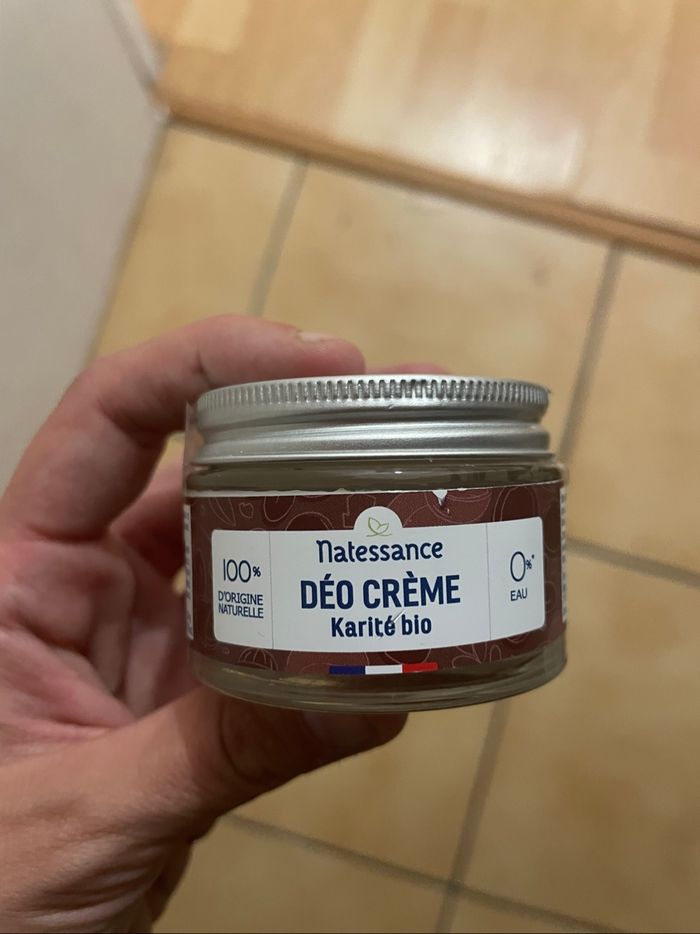 Natessance
100%
D'ORIGINE
NATURELLE
DÉO CRÈME
Karité bio
0%*
EAU